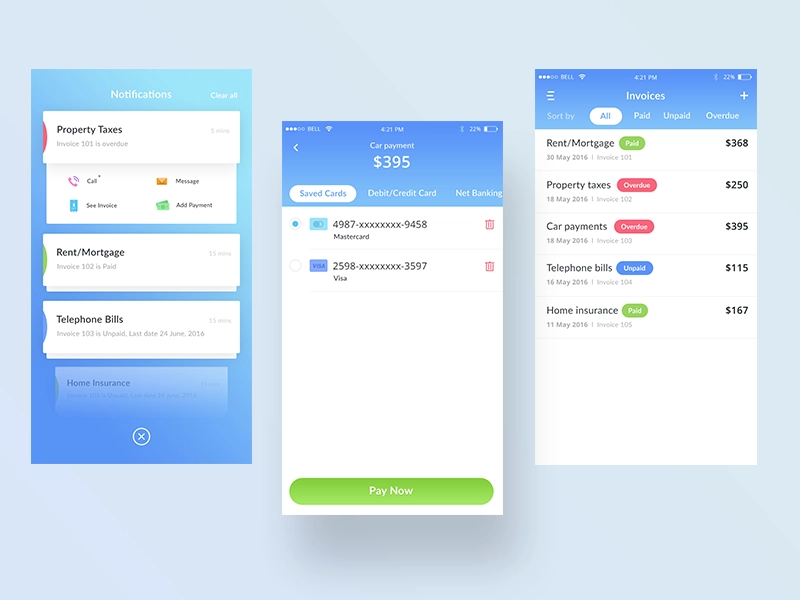 Notifications
Clear all
Property Taxes
5 mins
Invoice 101 is overdue
Call
Message
See Invoice
Add Payment
Rent/Mortgage
15 mins
Invoice 102 is Paid
Telephone Bills
15 mins
Invoice 103 is Unpaid, Last date 24 June, 2016
Home Insurance
BELL
4:21 PM
22%
Car payment
$395
Saved Cards
Debit/Credit Card
Net Banking
4987-xxxxxxxx-9458
Mastercard
VISA
2598-xxxxxxxx-3597
Visa
Pay Now
BELL
4:21 PM
22%
Invoices
Sort by
All
Paid
Unpaid
Overdue
Rent/Mortgage
Paid
$368
30 May 2016 | Invoice 101
Property taxes
Overdue
$250
18 May 2016 | Invoice 102
Car payments
Overdue
$395
18 May 2016 | Invoice 103
Telephone bills
Unpaid
$115
16 May 2016 | Invoice 104
Home insurance
Paid
$167
11 May 2016 | Invoice 105